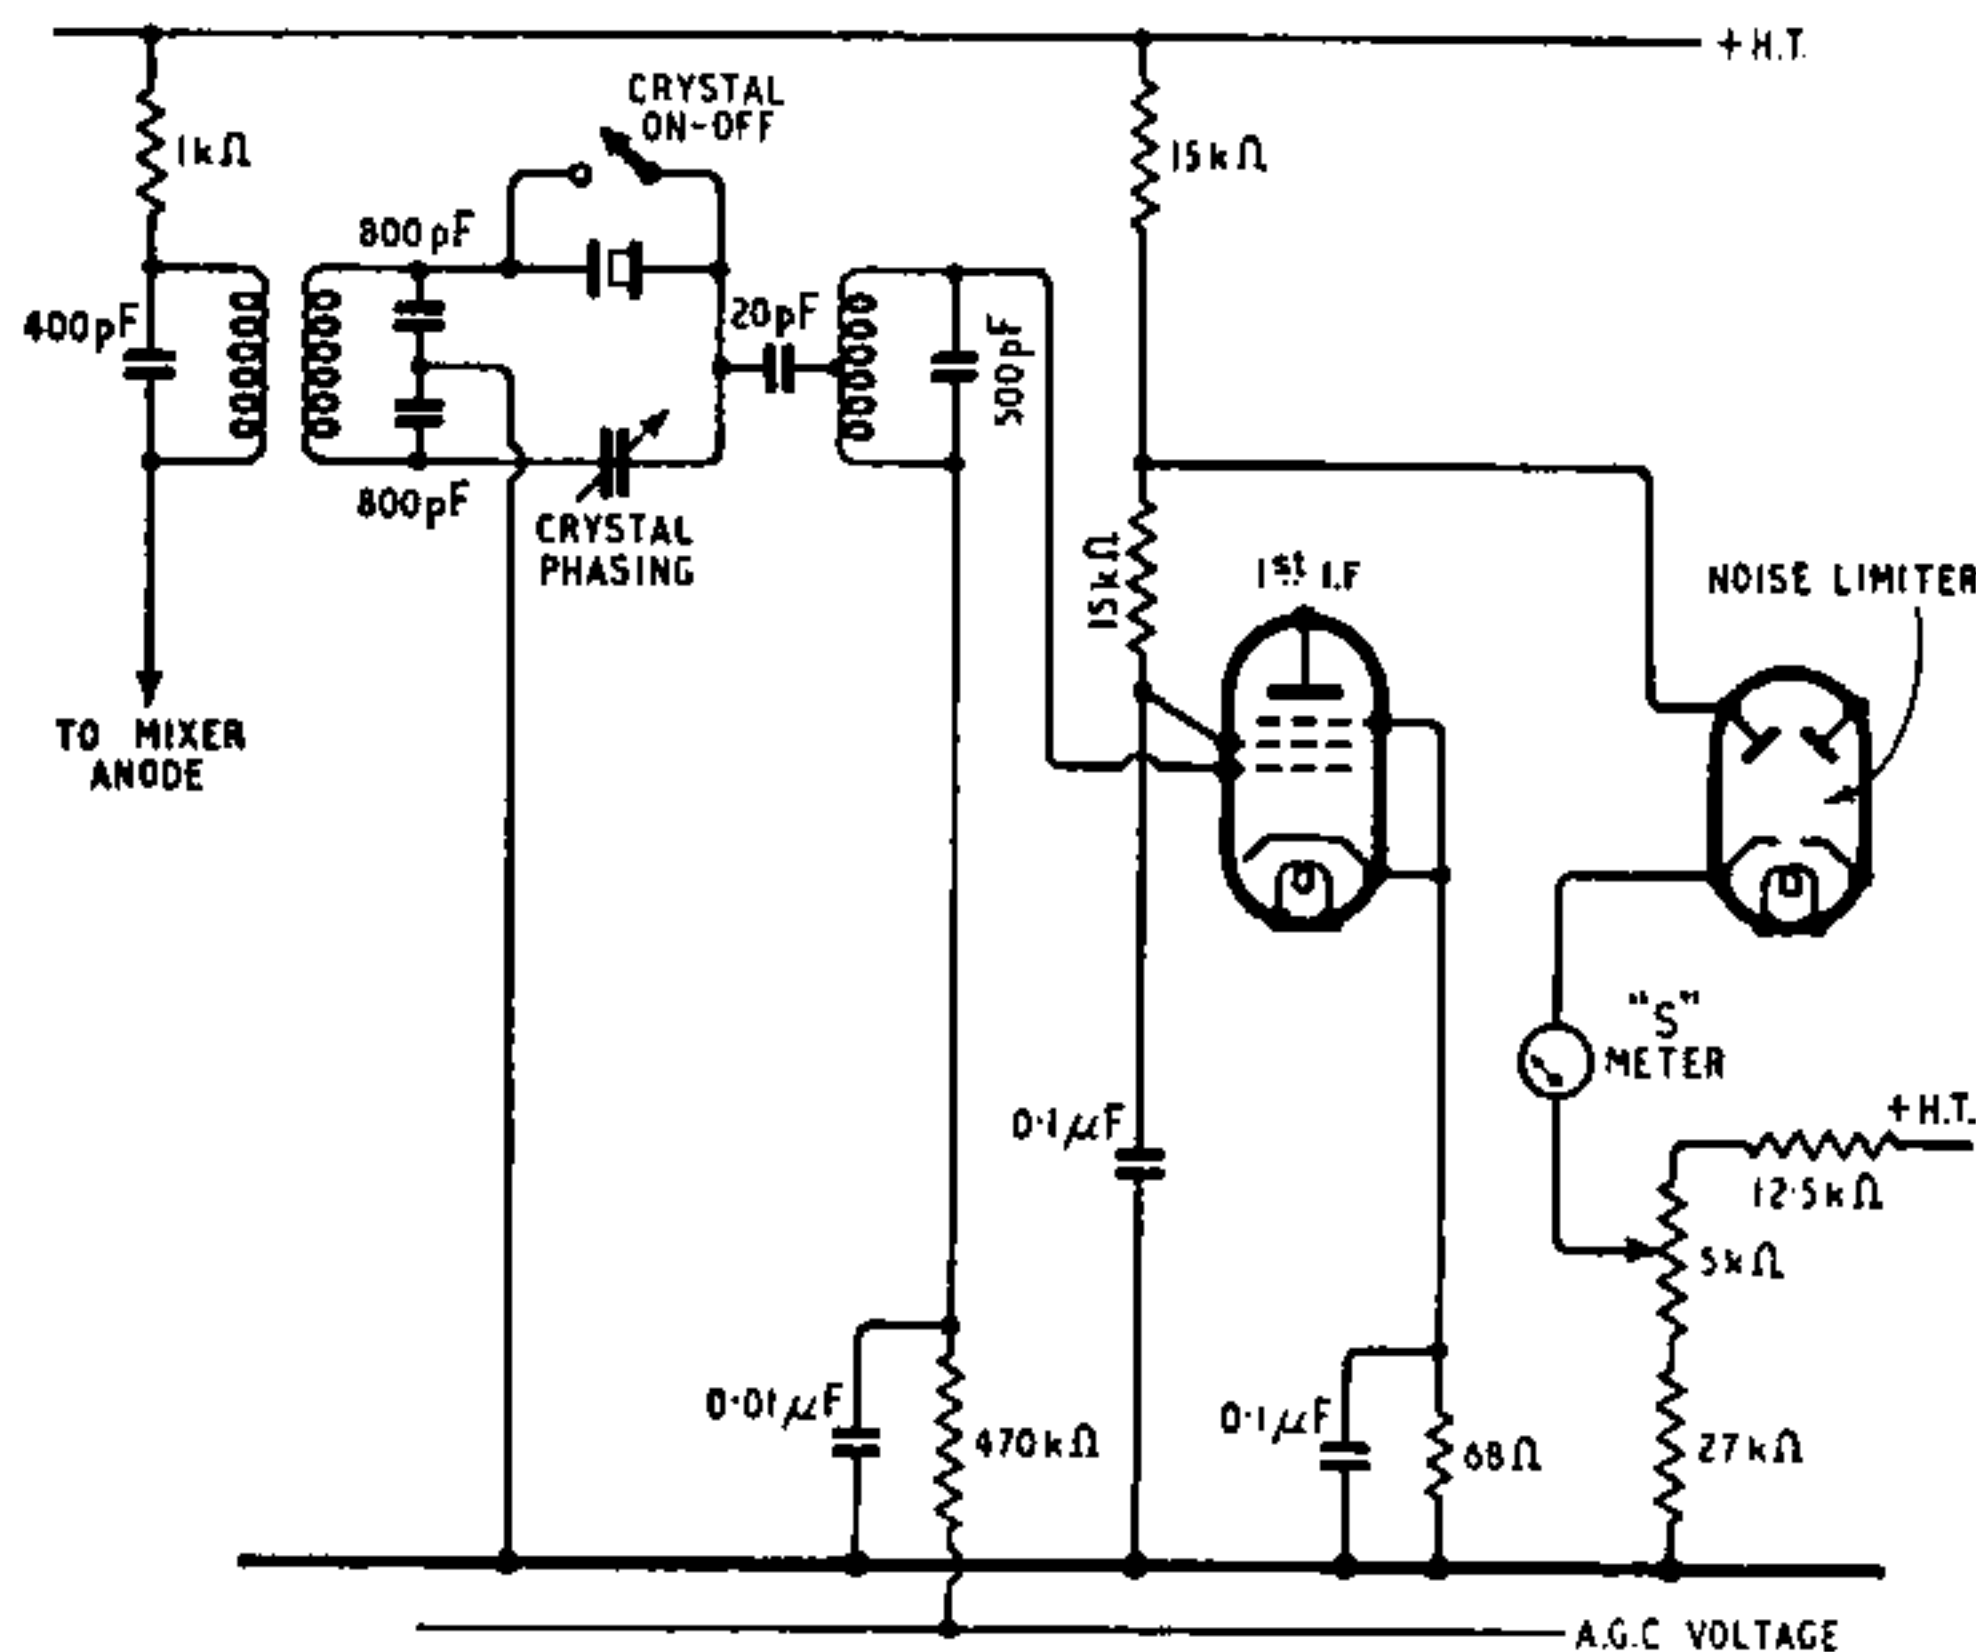 + H.T.
CRYSTAL
ON-OFF
1kΩ
15kΩ
800pF
400pF
20pF
500pF
800pF
CRYSTAL
PHASING
15kΩ
1st I.F
NOISE LIMITER
TO MIXER
ANODE
"S"
METER
+ H.T.
0·1μF
12·5kΩ
5kΩ
0·01μF
470kΩ
0·1μF
68Ω
27kΩ
A.G.C VOLTAGE